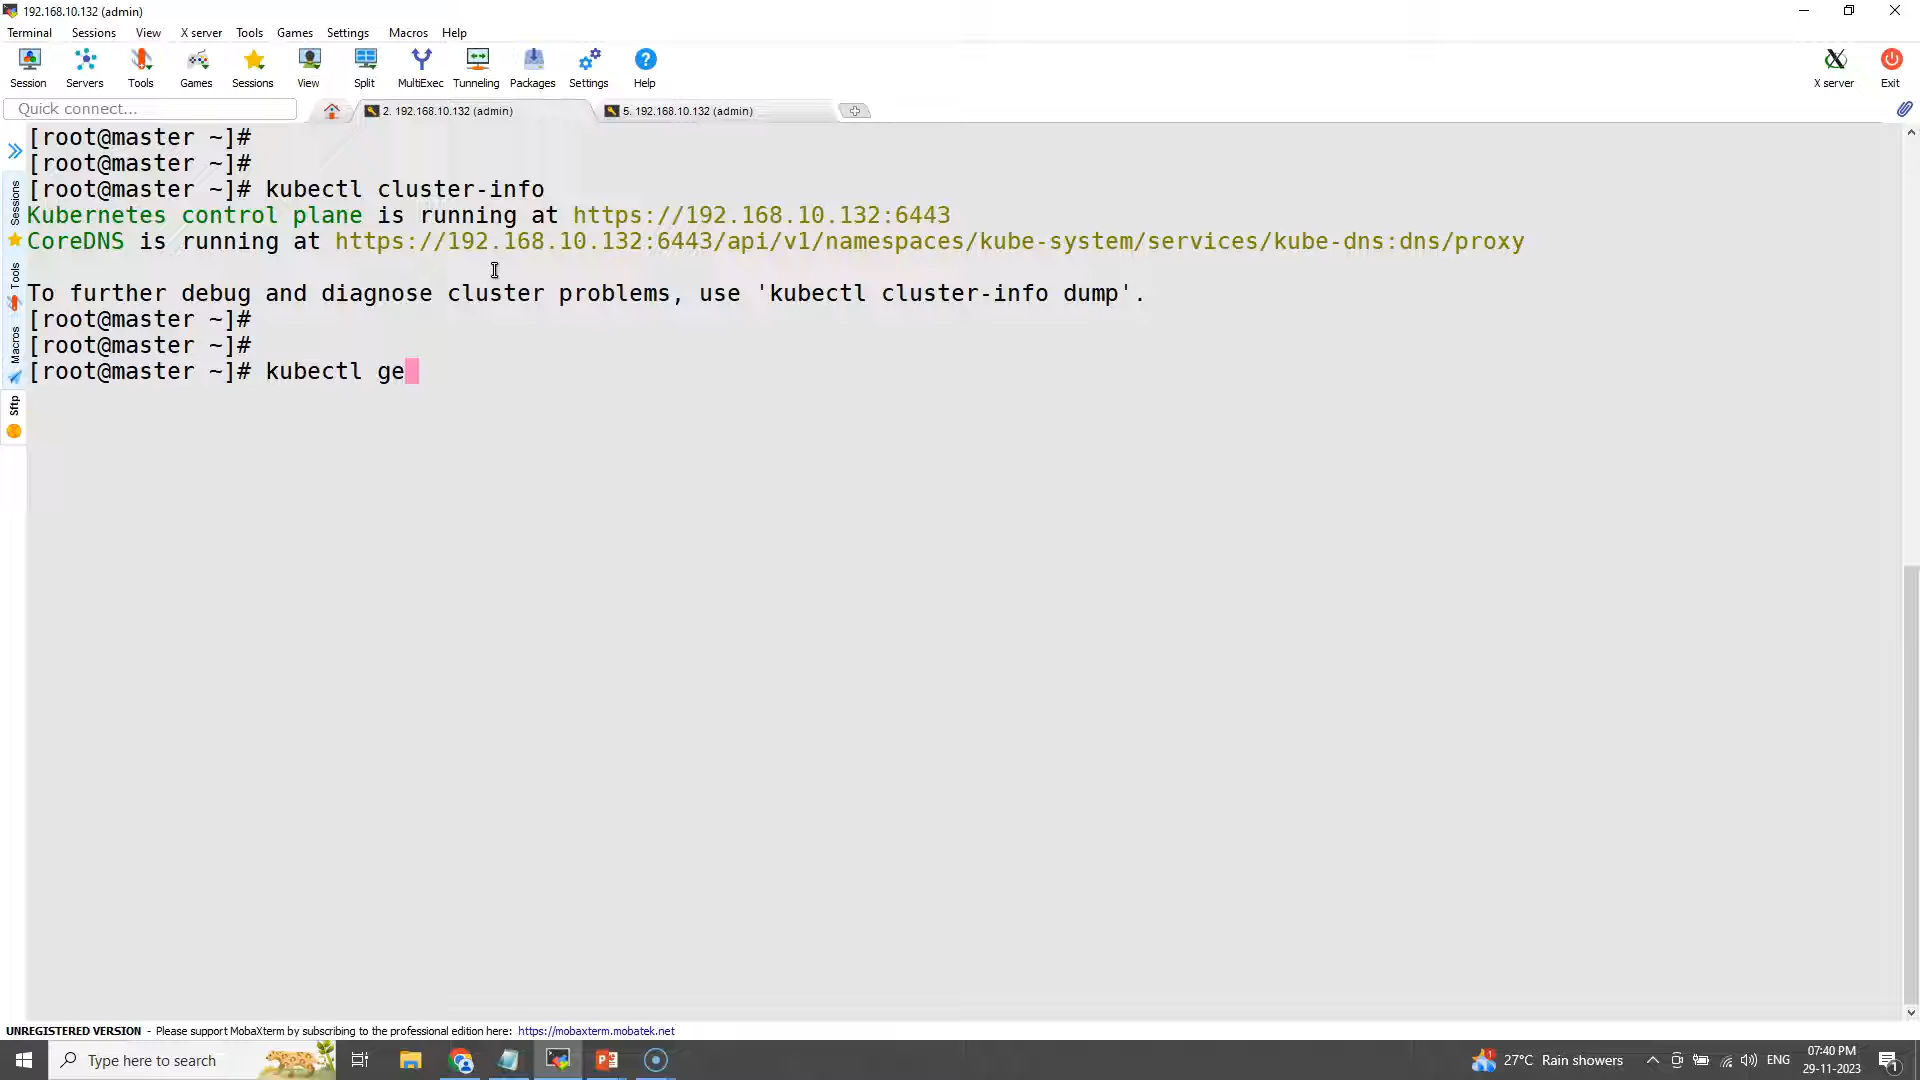 192.168.10.132 (admin)
Terminal Sessions View X server Tools Games Settings Macros Help
Session Servers Tools Games Sessions View Split MultiExec Tunneling Packages Settings Help X server Exit
Quick connect...
2. 192.168.10.132 (admin)
5. 192.168.10.132 (admin)
Sessions
Tools
Macros
Sftp
[root@master ~]#
[root@master ~]#
[root@master ~]# kubectl cluster-info
Kubernetes control plane is running at https://192.168.10.132:6443
CoreDNS is running at https://192.168.10.132:6443/api/v1/namespaces/kube-system/services/kube-dns:dns/proxy
To further debug and diagnose cluster problems, use 'kubectl cluster-info dump'.
[root@master ~]#
[root@master ~]#
[root@master ~]# kubectl ge
UNREGISTERED VERSION - Please support MobaXterm by subscribing to the professional edition here: https://mobaxterm.mobatek.net
Type here to search
27°C Rain showers
ENG
07:40 PM
29-11-2023
1